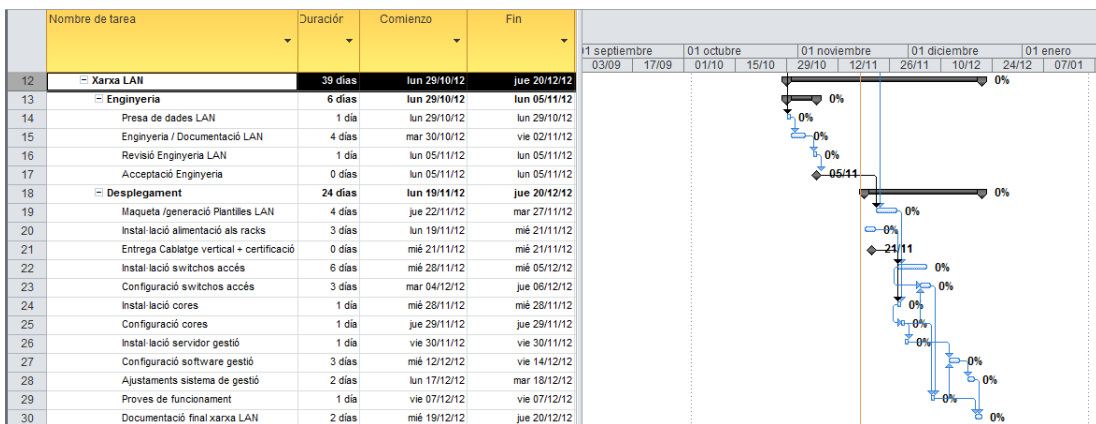 Nombre de tarea Duración Comienzo Fin
01 septiembre 01 octubre 01 noviembre 01 diciembre 01 enero
03/09 17/09 01/10 15/10 29/10 12/11 26/11 10/12 24/12 07/01
12 Xarxa LAN 39 días lun 29/10/12 jue 20/12/12 0%
13 Enginyeria 6 días lun 29/10/12 lun 05/11/12 0%
14 Presa de dades LAN 1 día lun 29/10/12 lun 29/10/12 0%
15 Enginyeria / Documentació LAN 4 días mar 30/10/12 vie 02/11/12 0%
16 Revisió Enginyeria LAN 1 día lun 05/11/12 lun 05/11/12 0%
17 Acceptació Enginyeria 0 días lun 05/11/12 lun 05/11/12 05/11
18 Desplegament 24 días lun 19/11/12 jue 20/12/12 0%
19 Maqueta /generació Plantilles LAN 4 días jue 22/11/12 mar 27/11/12 0%
20 Instal·lació alimentació als racks 3 días lun 19/11/12 mié 21/11/12 0%
21 Entrega Cablatge vertical + certificació 0 días mié 21/11/12 mié 21/11/12 21/11
22 Instal·lació switchos accés 6 días mié 28/11/12 mié 05/12/12 0%
23 Configuració switchos accés 3 días mar 04/12/12 jue 06/12/12 0%
24 Instal·lació cores 1 día mié 28/11/12 mié 28/11/12 0%
25 Configuració cores 1 día jue 29/11/12 jue 29/11/12 0%
26 Instal·lació servidor gestió 1 día vie 30/11/12 vie 30/11/12 0%
27 Configuració software gestió 3 días mié 12/12/12 vie 14/12/12 0%
28 Ajustaments sistema de gestió 2 días lun 17/12/12 mar 18/12/12 0%
29 Proves de funcionament 1 día vie 07/12/12 vie 07/12/12 0%
30 Documentació final xarxa LAN 2 días mié 19/12/12 jue 20/12/12 0%